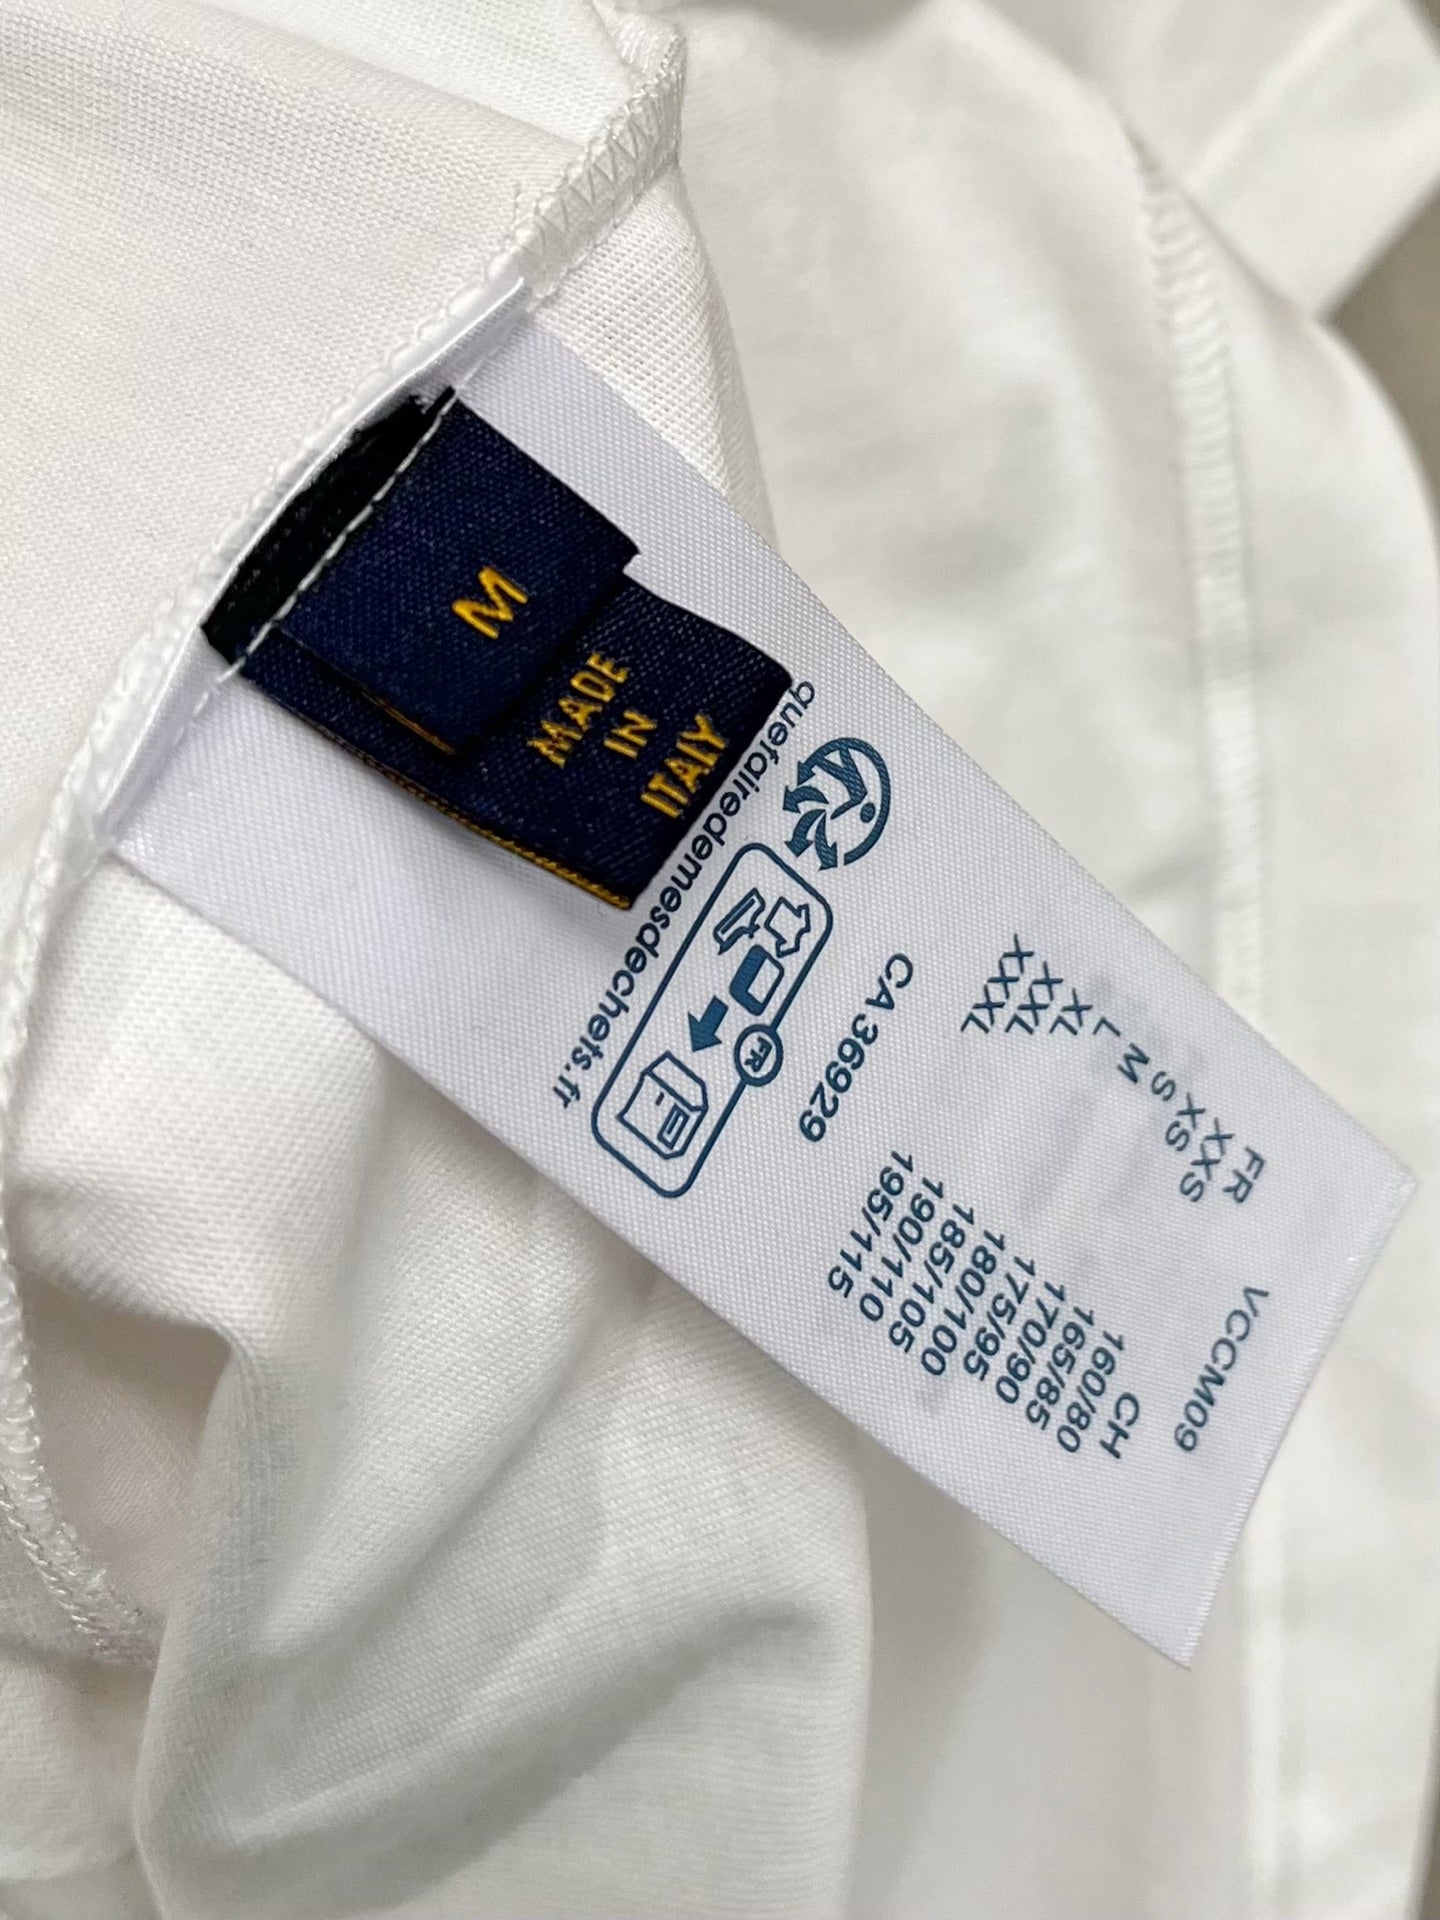 M
MADE
IN
ITALY
quefairedemesdechets.fr
FR
CA 36929
VCCM09
FR CH
XXS 160/80
XS 165/85
S 170/90
M 175/95
L 180/100
XL 185/105
XXL 190/110
XXXL 195/115